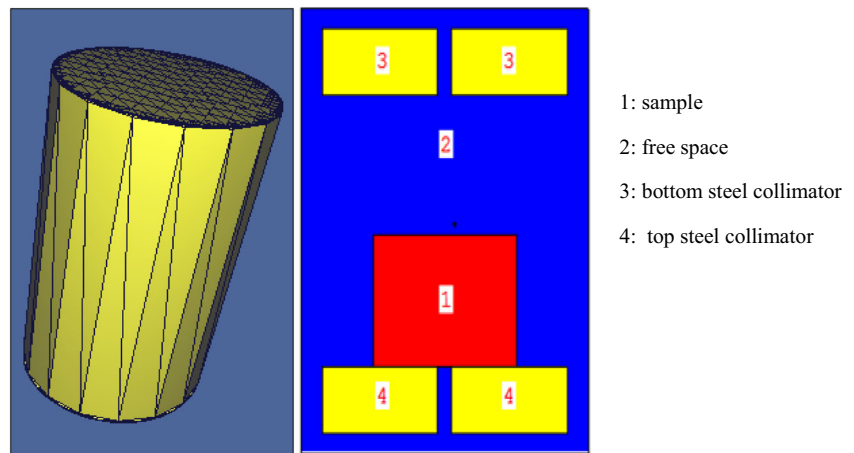 3 3
2
1
4 4
1: sample
2: free space
3: bottom steel collimator
4: top steel collimator